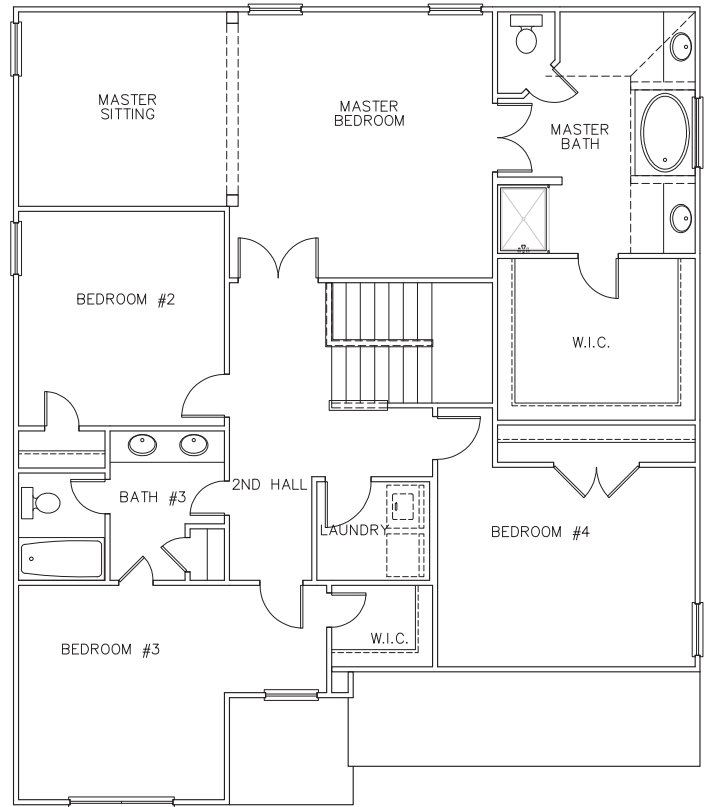 MASTER
SITTING
MASTER
BEDROOM
MASTER
BATH
BEDROOM #2
W.I.C.
2ND HALL
BATH #3
LAUNDRY
BEDROOM #4
BEDROOM #3
W.I.C.